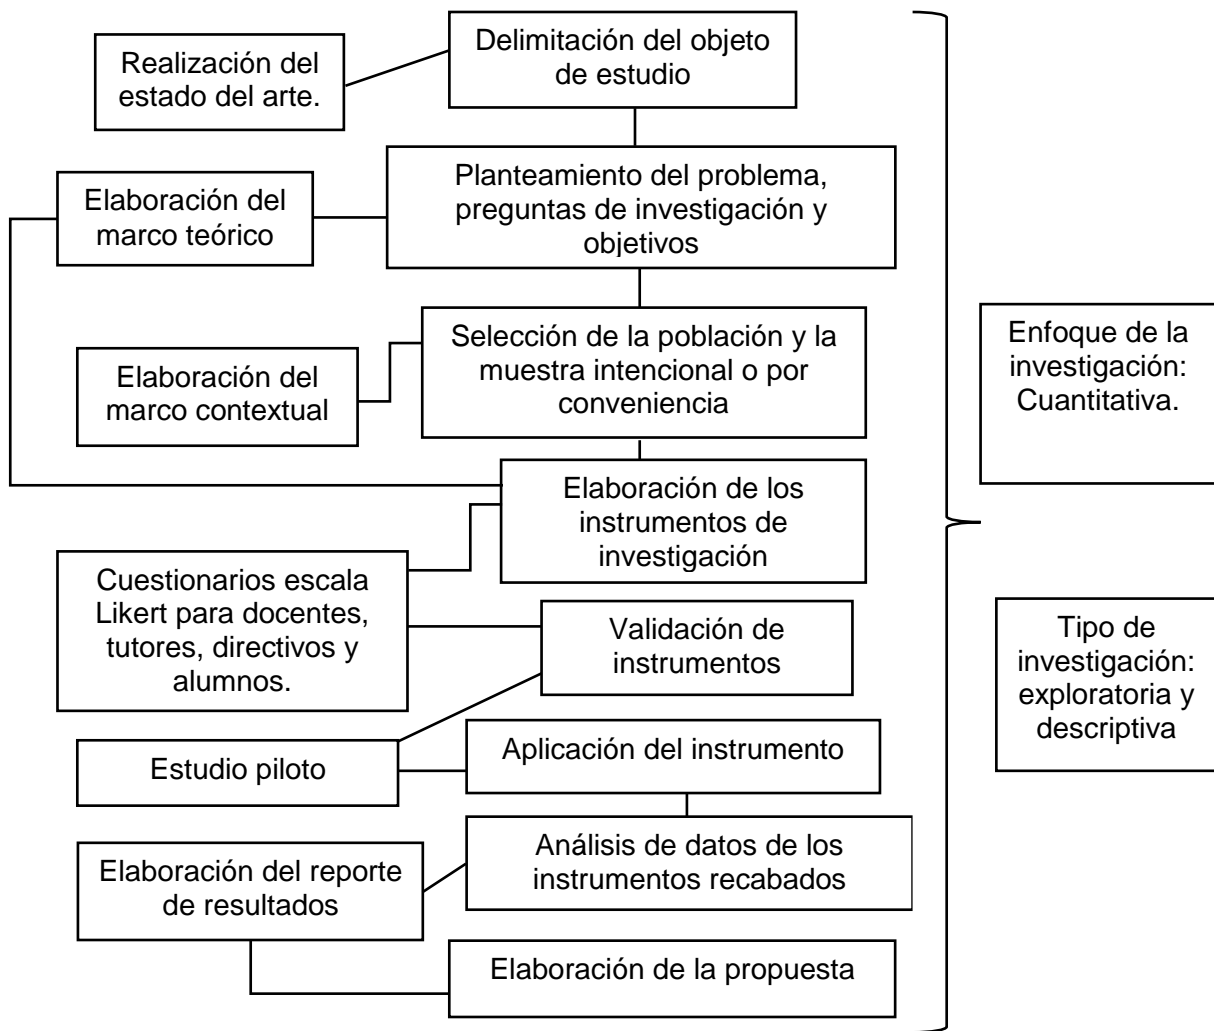 Realización del
estado del arte.
Delimitación del objeto
de estudio
Elaboración del
marco teórico
Planteamiento del problema,
preguntas de investigación y
objetivos
Elaboración del
marco contextual
Selección de la población y la
muestra intencional o por
conveniencia
Elaboración de los
instrumentos de
investigación
Cuestionarios escala
Likert para docentes,
tutores, directivos y
alumnos.
Validación de
instrumentos
Estudio piloto
Aplicación del instrumento
Análisis de datos de los
instrumentos recabados
Elaboración del reporte
de resultados
Elaboración de la propuesta
Enfoque de la
investigación:
Cuantitativa.
Tipo de
investigación:
exploratoria y
descriptiva